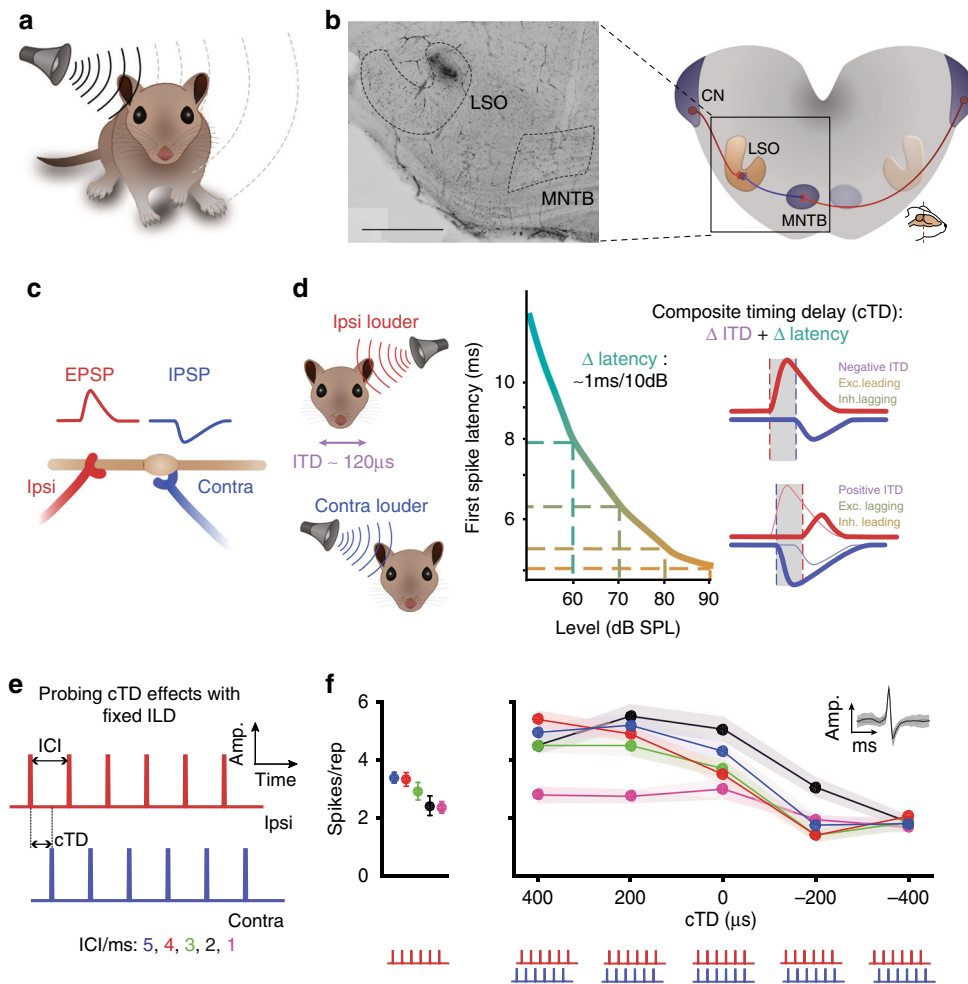 a
b
LSO
MNTB
CN
LSO
MNTB
c
EPSP
IPSP
Ipsi
Contra
d
Ipsi louder
ITD ~ 120µs
Contra louder
First spike latency (ms)
10
8
6
60
70
80
90
Level (dB SPL)
Δ latency :
~1ms/10dB
Composite timing delay (cTD):
Δ ITD + Δ latency
Negative ITD
Exc.leading
Inh.lagging
Positive ITD
Exc. lagging
Inh. leading
e
Probing cTD effects with
fixed ILD
ICI
Amp.
Time
Ipsi
cTD
Contra
ICI/ms: 5, 4, 3, 2, 1
f
Spikes/rep
6
4
2
0
Amp.
ms
400
200
0
−200
−400
cTD (µs)